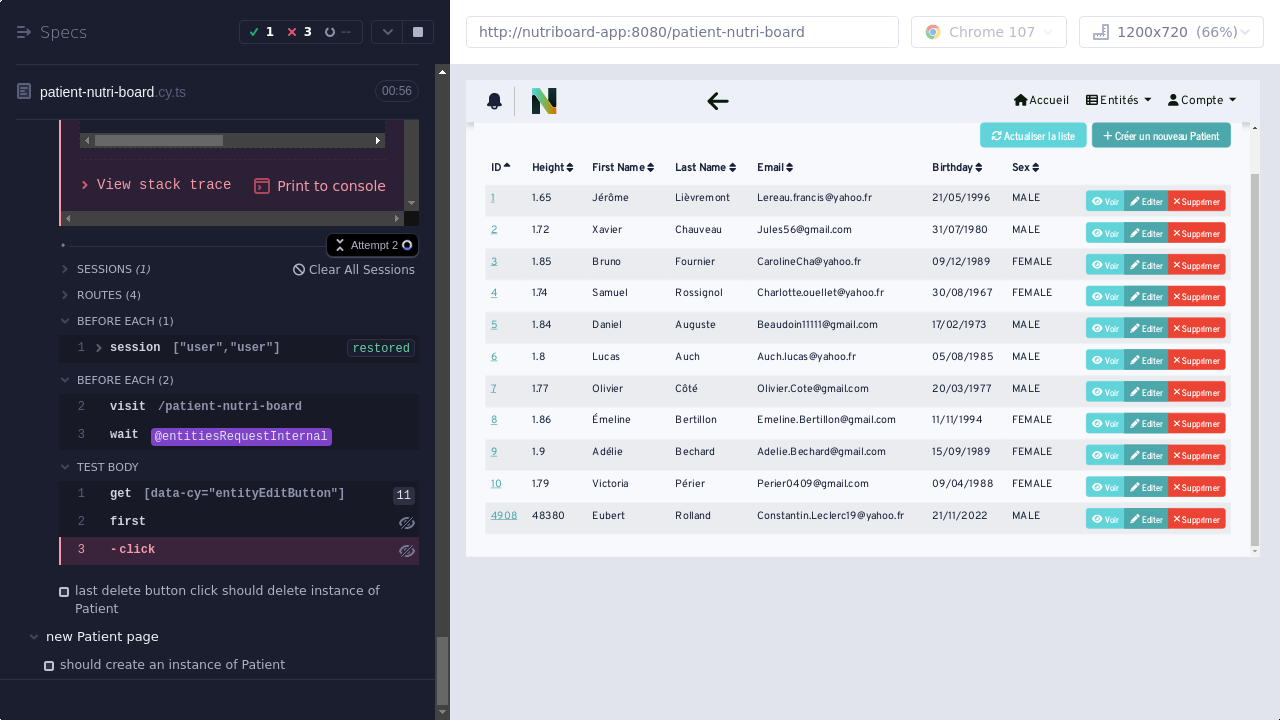 Specs
1 3 --
patient-nutri-board.cy.ts 00:56
View stack trace Print to console
Attempt 2
SESSIONS (1) Clear All Sessions
ROUTES (4)
BEFORE EACH (1)
1 session ["user","user"] restored
BEFORE EACH (2)
2 visit /patient-nutri-board
3 wait @entitiesRequestInternal
TEST BODY
1 get [data-cy="entityEditButton"] 11
2 first
3 -click
last delete button click should delete instance of
Patient
new Patient page
should create an instance of Patient
http://nutriboard-app:8080/patient-nutri-board Chrome 107 1200x720 (66%)
N Accueil Entités Compte
Actualiser la liste Créer un nouveau Patient
ID Height First Name Last Name Email Birthday Sex
1 1.65 Jérôme Lièvremont Lereau.francis@yahoo.fr 21/05/1996 MALE Voir Editer Supprimer
2 1.72 Xavier Chauveau Jules56@gmail.com 31/07/1980 MALE Voir Editer Supprimer
3 1.85 Bruno Fournier CarolineCha@yahoo.fr 09/12/1989 FEMALE Voir Editer Supprimer
4 1.74 Samuel Rossignol Charlotte.ouellet@yahoo.fr 30/08/1967 FEMALE Voir Editer Supprimer
5 1.84 Daniel Auguste Beaudoin11111@gmail.com 17/02/1973 MALE Voir Editer Supprimer
6 1.8 Lucas Auch Auch.lucas@yahoo.fr 05/08/1985 MALE Voir Editer Supprimer
7 1.77 Olivier Côté Olivier.Cote@gmail.com 20/03/1977 MALE Voir Editer Supprimer
8 1.86 Émeline Bertillon Emeline.Bertillon@gmail.com 11/11/1994 FEMALE Voir Editer Supprimer
9 1.9 Adélie Bechard Adelie.Bechard@gmail.com 15/09/1989 FEMALE Voir Editer Supprimer
10 1.79 Victoria Périer Perier0409@gmail.com 09/04/1988 FEMALE Voir Editer Supprimer
4908 48380 Eubert Rolland Constantin.Leclerc19@yahoo.fr 21/11/2022 MALE Voir Editer Supprimer